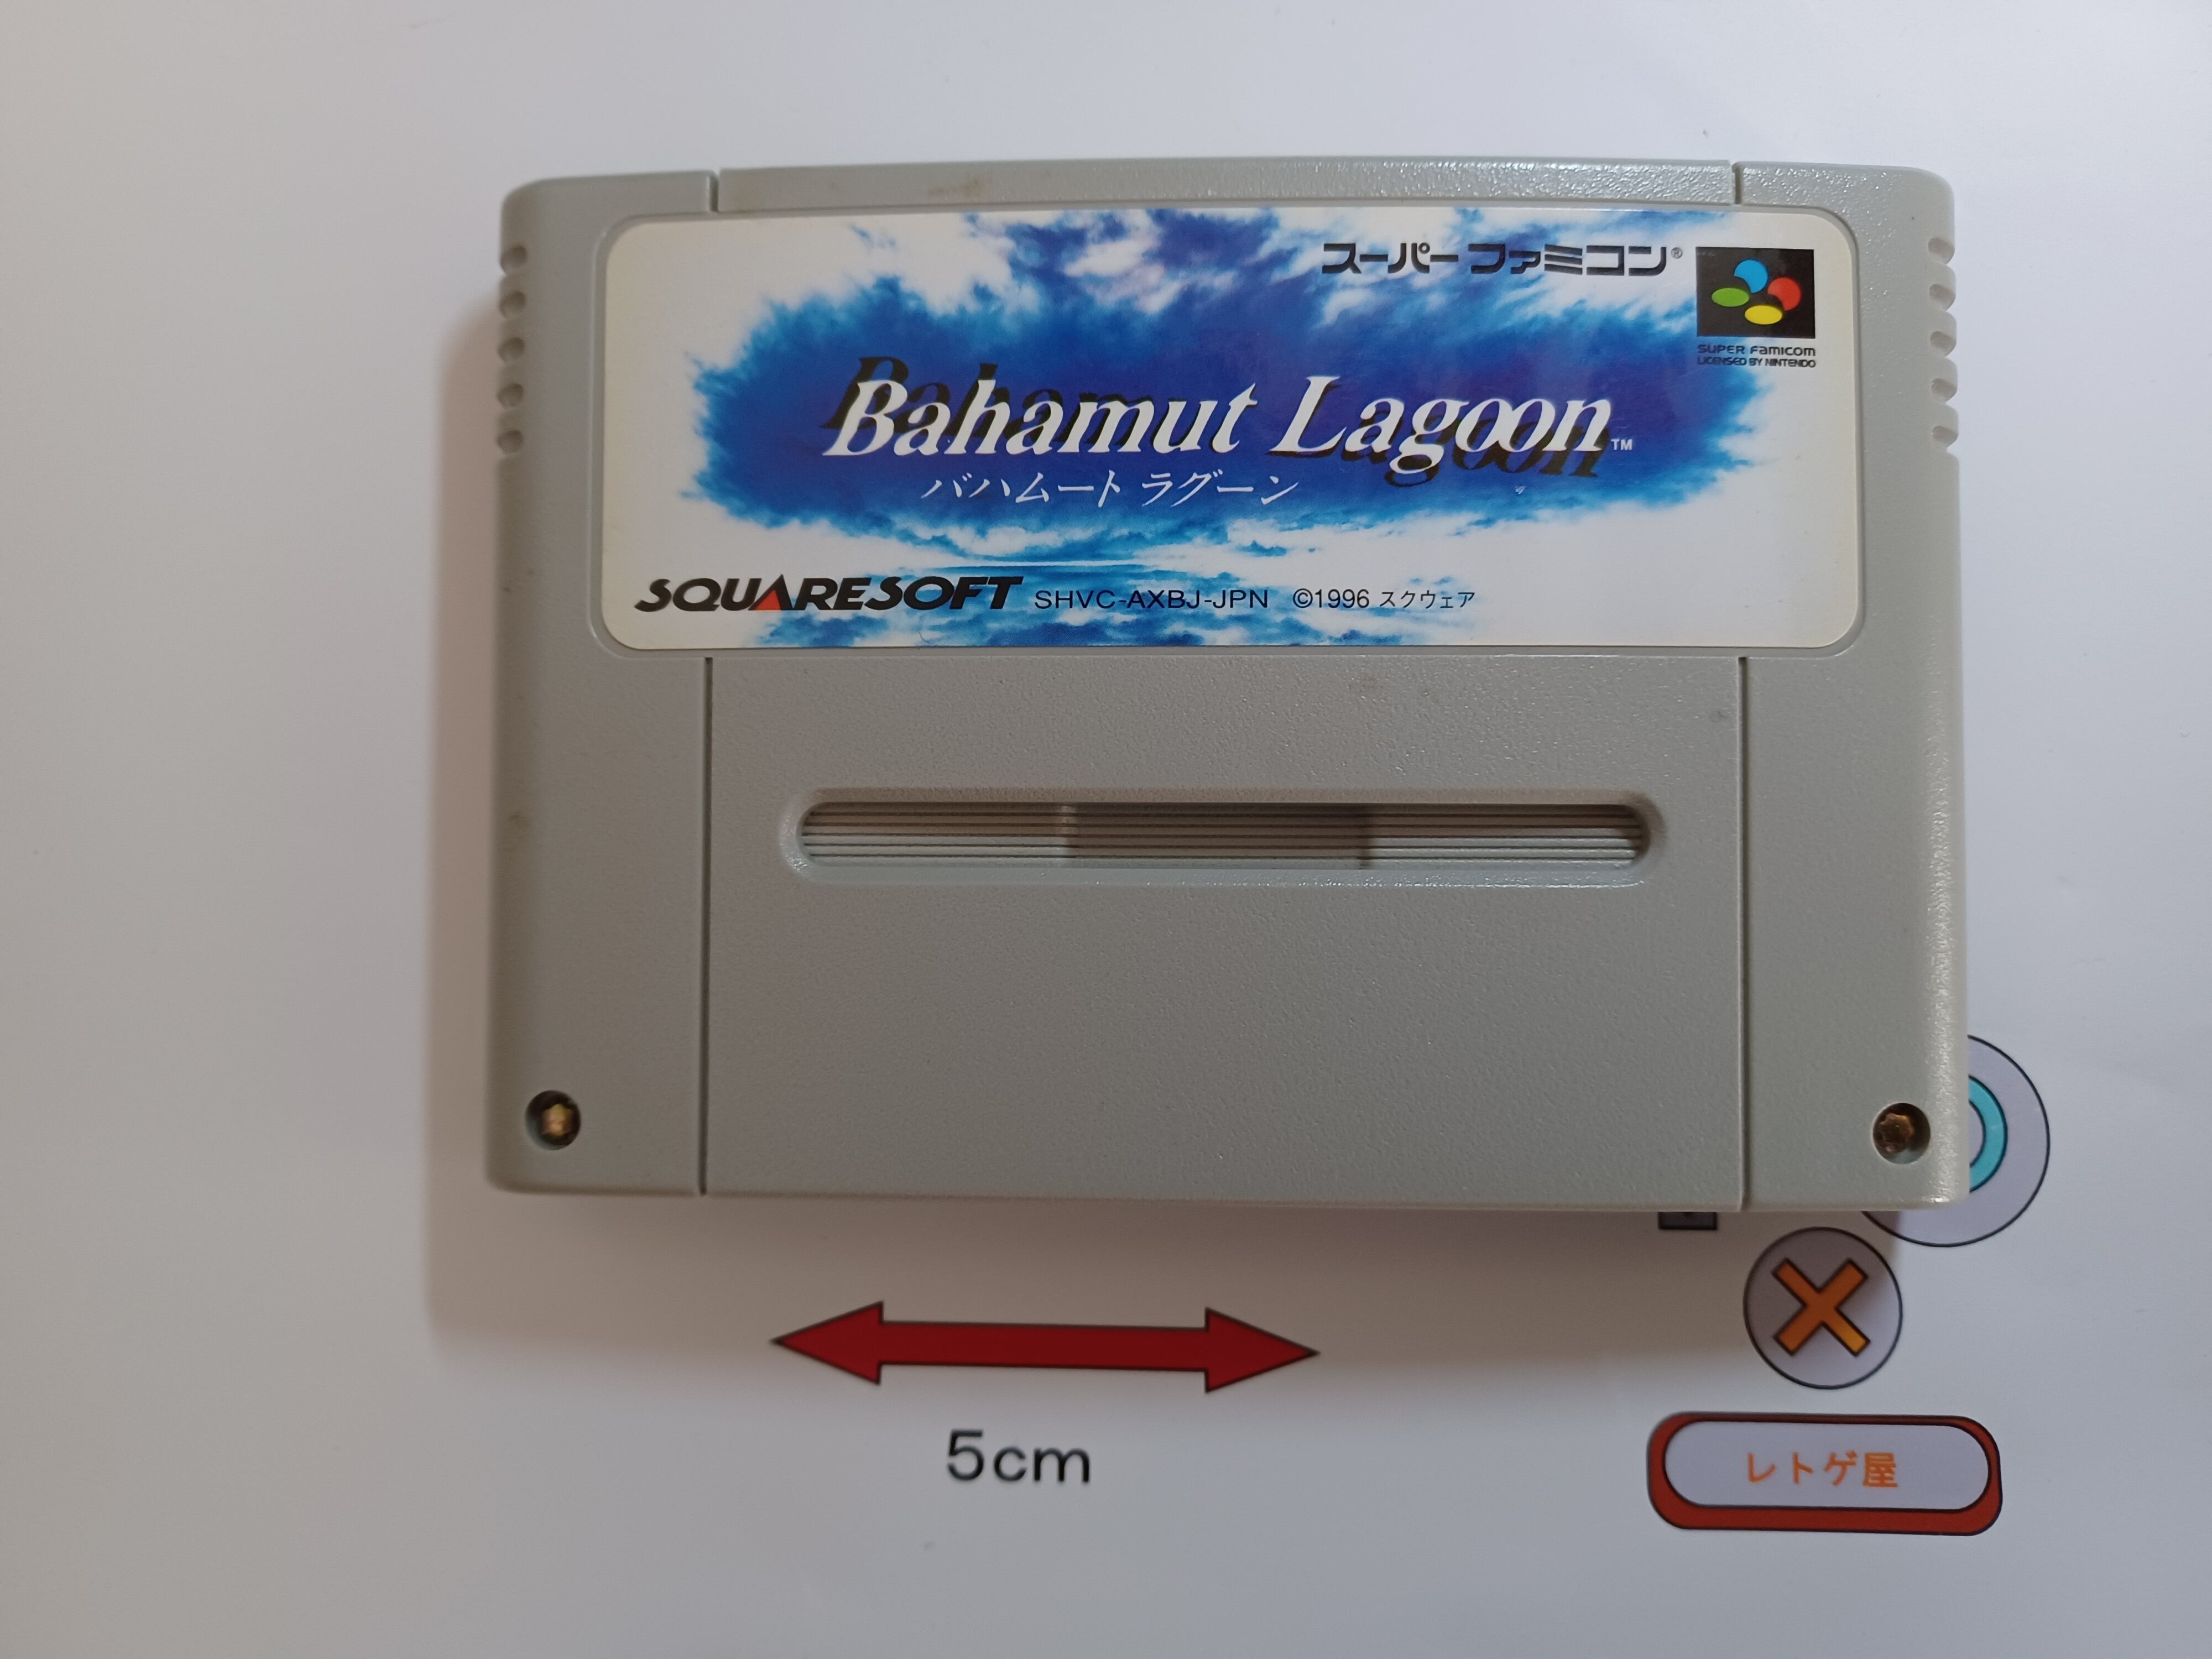 スーパーファミコン®
SUPER FAMICOM
LICENSED BY NINTENDO
Bahamut Lagoon™
バハムート ラグーン
SQUARESOFT SHVC-AXBJ-JPN ©1996 スクウェア
5cm
レトゲ屋